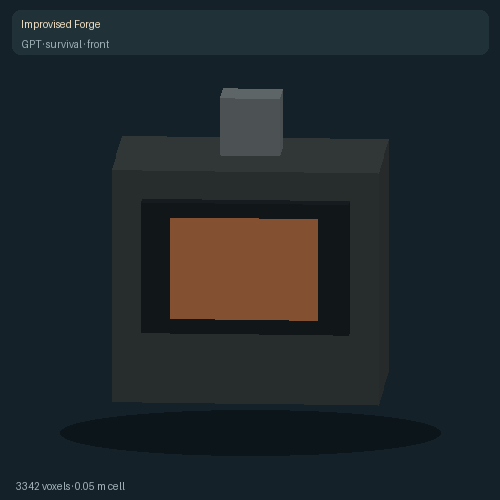 Improvised Forge
GPT · survival · front
3342 voxels · 0.05 m cell